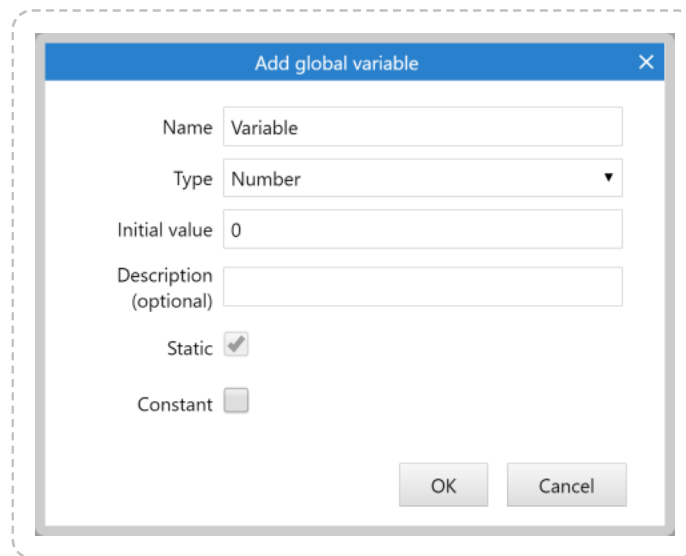 Add global variable
Name Variable
Type Number
Initial value 0
Description
(optional)
Static
Constant
OK Cancel